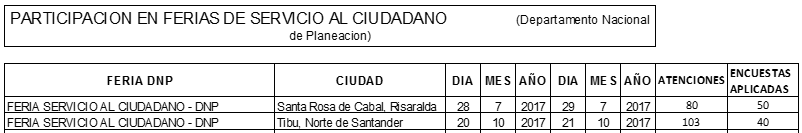 PARTICIPACION EN FERIAS DE SERVICIO AL CIUDADANO (Departamento Nacional
de Planeacion)
FERIA DNP CIUDAD DIA MES AÑO DIA MES AÑO ATENCIONES ENCUESTAS APLICADAS
FERIA SERVICIO AL CIUDADANO - DNP Santa Rosa de Cabal, Risaralda 28 7 2017 29 7 2017 80 50
FERIA SERVICIO AL CIUDADANO - DNP Tibu, Norte de Santander 20 10 2017 21 10 2017 103 40